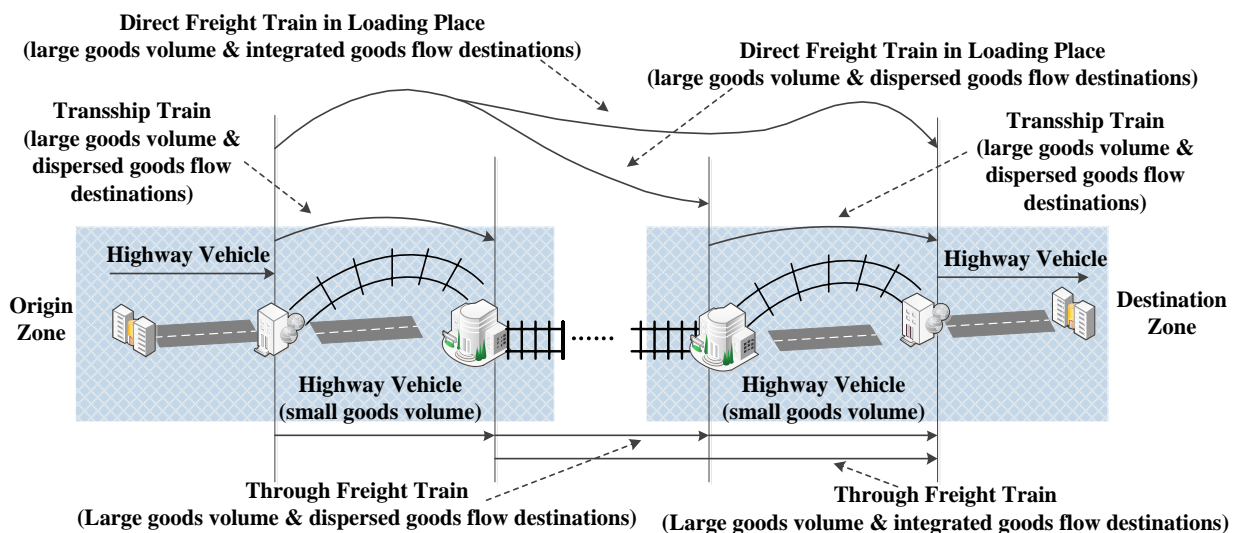 Direct Freight Train in Loading Place
(large goods volume & integrated goods flow destinations)
Direct Freight Train in Loading Place
(large goods volume & dispersed goods flow destinations)
Transship Train
(large goods volume &
dispersed goods flow
destinations)
Transship Train
(large goods volume &
dispersed goods flow
destinations)
Highway Vehicle
Highway Vehicle
Origin
Zone
Destination
Zone
......
Highway Vehicle
(small goods volume)
Highway Vehicle
(small goods volume)
Through Freight Train
(Large goods volume & dispersed goods flow destinations)
Through Freight Train
(Large goods volume & integrated goods flow destinations)